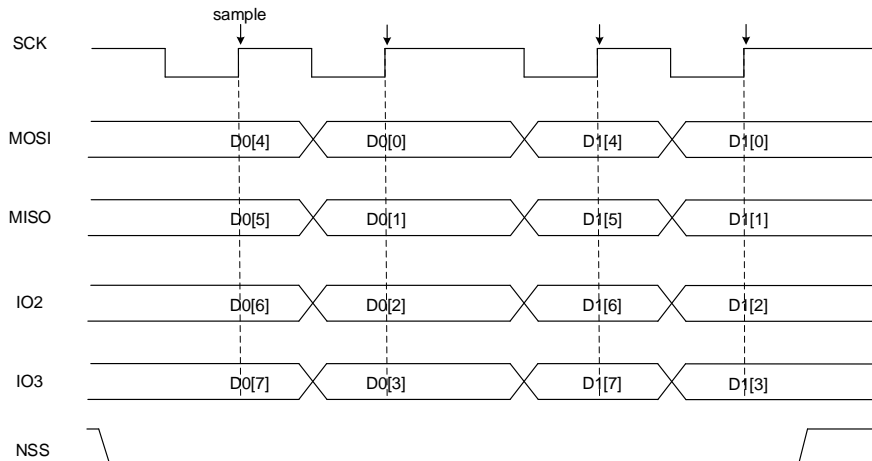 sample
SCK
MOSI D0[4] D0[0] D1[4] D1[0]
MISO D0[5] D0[1] D1[5] D1[1]
IO2 D0[6] D0[2] D1[6] D1[2]
IO3 D0[7] D0[3] D1[7] D1[3]
NSS